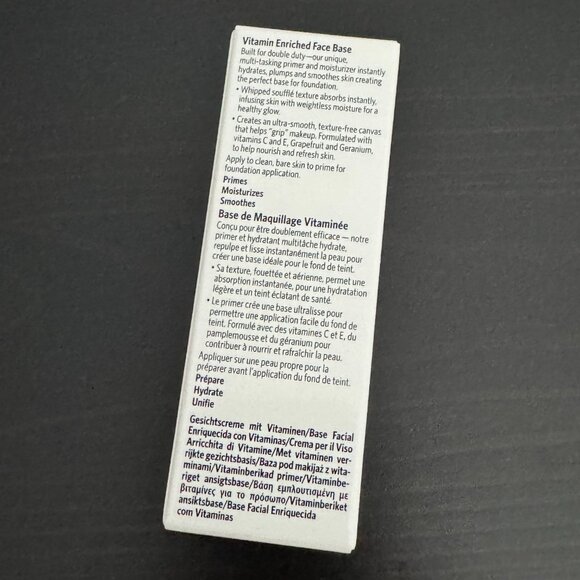 Vitamin Enriched Face Base
Built for double duty—our unique,
multi-tasking primer and moisturizer instantly
hydrates, plumps and smoothes skin creating
the perfect base for foundation.
• Whipped soufflé texture absorbs instantly,
infusing skin with weightless moisture for a
healthy glow.
• Creates an ultra-smooth, texture-free canvas
that helps "grip" makeup. Formulated with
vitamins C and E, Grapefruit and Geranium,
to help nourish and refresh skin.
Apply to clean, bare skin to prime for
foundation application.
Primes
Moisturizes
Smoothes
Base de Maquillage Vitaminée
Conçu pour être doublement efficace — notre
primer et hydratant multitâche hydrate,
repulpe et lisse instantanément la peau pour
créer une base idéale pour le fond de teint.
• Sa texture, fouettée et aérienne, permet une
absorption instantanée, pour une hydratation
légère et un teint éclatant de santé.
• Le primer crée une base ultralisse pour
permettre une application facile du fond de
teint. Formulé avec des vitamines C et E, du
pamplemousse et du géranium pour
contribuer à nourrir et rafraîchir la peau.
Appliquer sur une peau propre pour la
préparer avant l'application du fond de teint.
Prépare
Hydrate
Unifie
Gesichtscreme mit Vitaminen/Base Facial
Enriquecida con Vitaminas/Crema per il Viso
Arricchita di Vitamine/Met vitaminen ver-
rijkte gezichtsbasis/Baza pod makijaż z wita-
minami/Vitaminberikad primer/Vitaminbe-
riget ansigtsbase/Βάση εμπλουτισμένη με
βιταμίνες για το πρόσωπο/Vitaminberiket
ansiktsbase/Base Facial Enriquecida
com Vitaminas